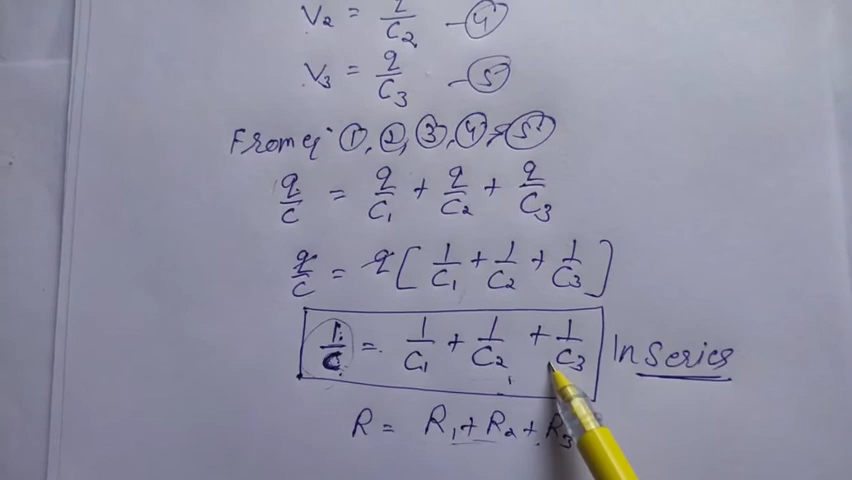 V₂ = q/C₂ - ④
V₃ = q/C₃ - ⑤
From eqⁿ ①, ②, ③, ④ & ⑤
q/C = q/C₁ + q/C₂ + q/C₃
q/C = q [ 1/C₁ + 1/C₂ + 1/C₃ ]
1/C = 1/C₁ + 1/C₂ + 1/C₃ In Series
R = R₁ + R₂ + R₃